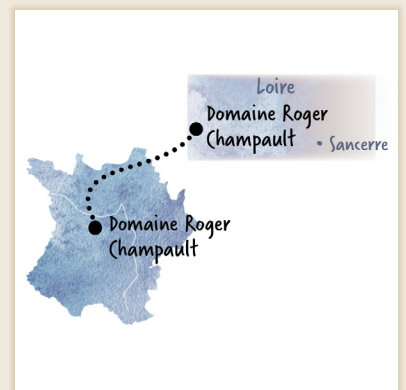 Loire
Domaine Roger
Champault
• Sancerre
Domaine Roger
Champault